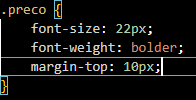 .preco {
    font-size: 22px;
    font-weight: bolder;
    margin-top: 10px;
}